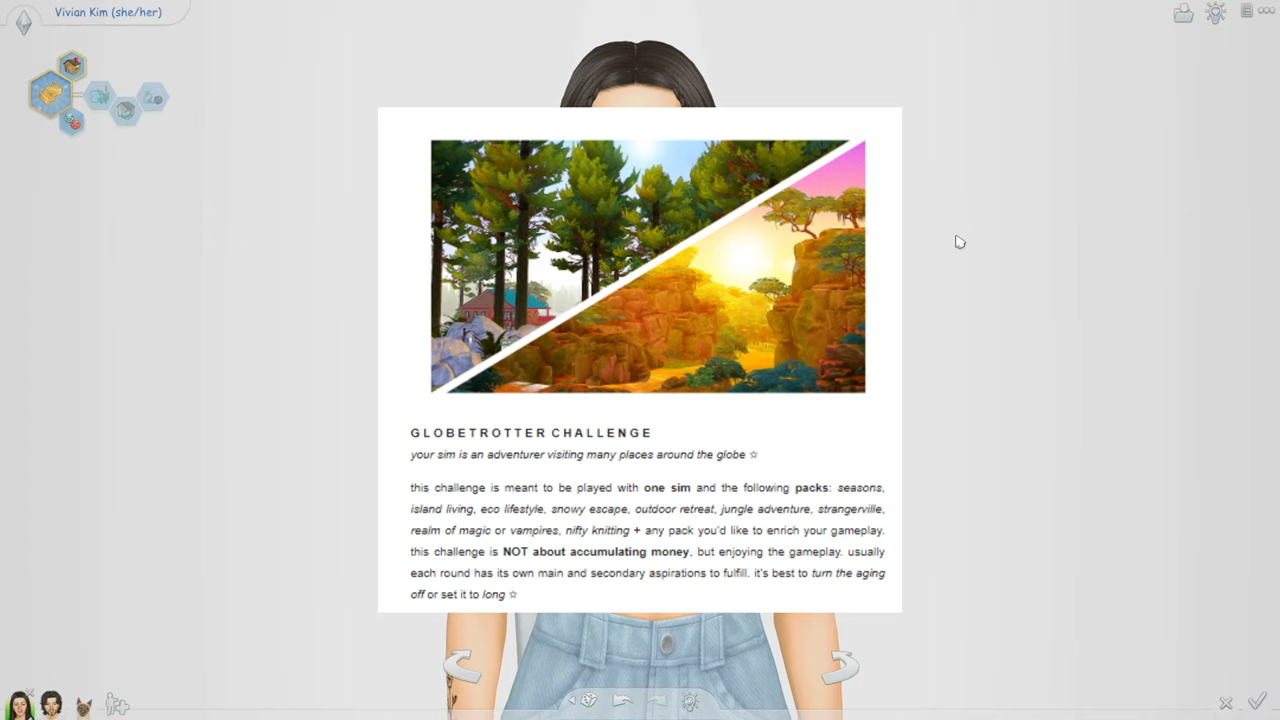 Vivian Kim (she/her)
GLOBETROTTER CHALLENGE
your sim is an adventurer visiting many places around the globe ☆
this challenge is meant to be played with one sim and the following packs: seasons,
island living, eco lifestyle, snowy escape, outdoor retreat, jungle adventure, strangerville,
realm of magic or vampires, nifty knitting + any pack you'd like to enrich your gameplay.
this challenge is NOT about accumulating money, but enjoying the gameplay. usually
each round has its own main and secondary aspirations to fulfill. it's best to turn the aging
off or set it to long ☆